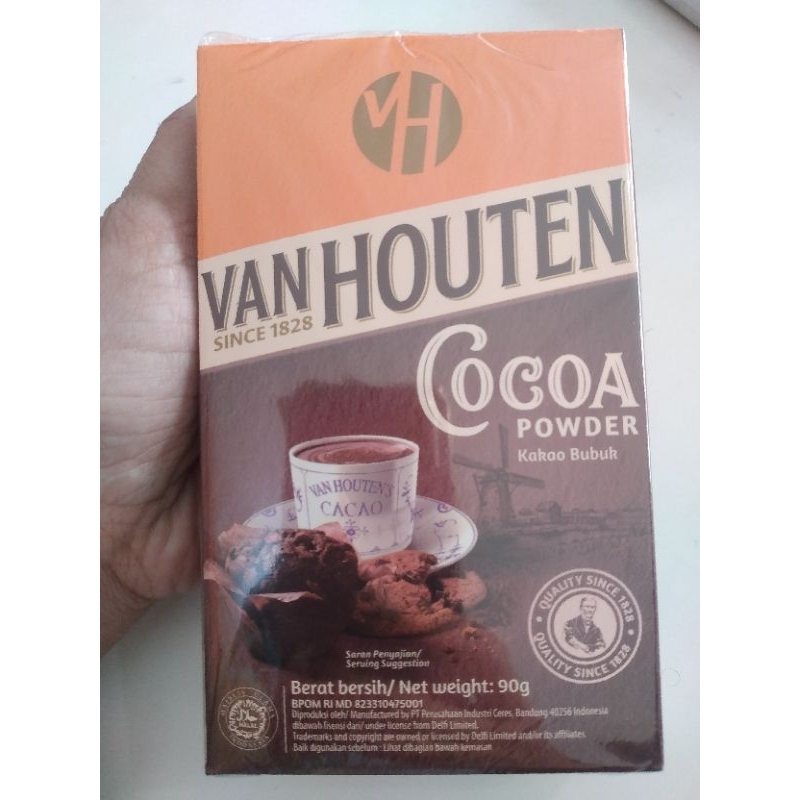 VH
VAN HOUTEN
SINCE 1828
COCOA
POWDER
Kakao Bubuk
VAN HOUTEN'S
CACAO
QUALITY SINCE 1828
QUALITY SINCE 1828
Saran Penyajian/
Serving Suggestion
Berat bersih/ Net weight: 90g
BPOM RI MD 823310475001
Diproduksi oleh/ Manufactured by PT Perusahaan Industri Ceres, Bandung 40256 Indonesia
dibawah lisensi dari/ under license from Delfi Limited.
Trademarks and copyright are owned or licensed by Delfi Limited and/or its affiliates.
Baik digunakan sebelum : Lihat dibagian bawah kemasan
HALAL